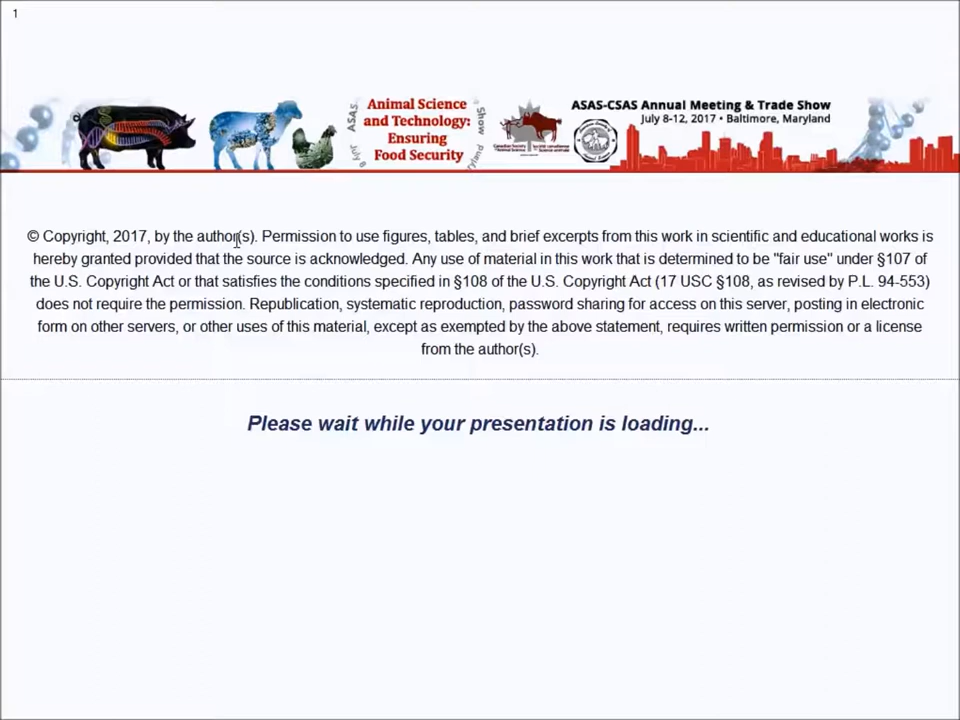 1
Animal Science
and Technology:
Ensuring
Food Security
ASAS
Show
July 8
ryland
ASAS-CSAS Annual Meeting & Trade Show
July 8-12, 2017 • Baltimore, Maryland
© Copyright, 2017, by the author(s). Permission to use figures, tables, and brief excerpts from this work in scientific and educational works is
hereby granted provided that the source is acknowledged. Any use of material in this work that is determined to be "fair use" under §107 of
the U.S. Copyright Act or that satisfies the conditions specified in §108 of the U.S. Copyright Act (17 USC §108, as revised by P.L. 94-553)
does not require the permission. Republication, systematic reproduction, password sharing for access on this server, posting in electronic
form on other servers, or other uses of this material, except as exempted by the above statement, requires written permission or a license
from the author(s).
Please wait while your presentation is loading...